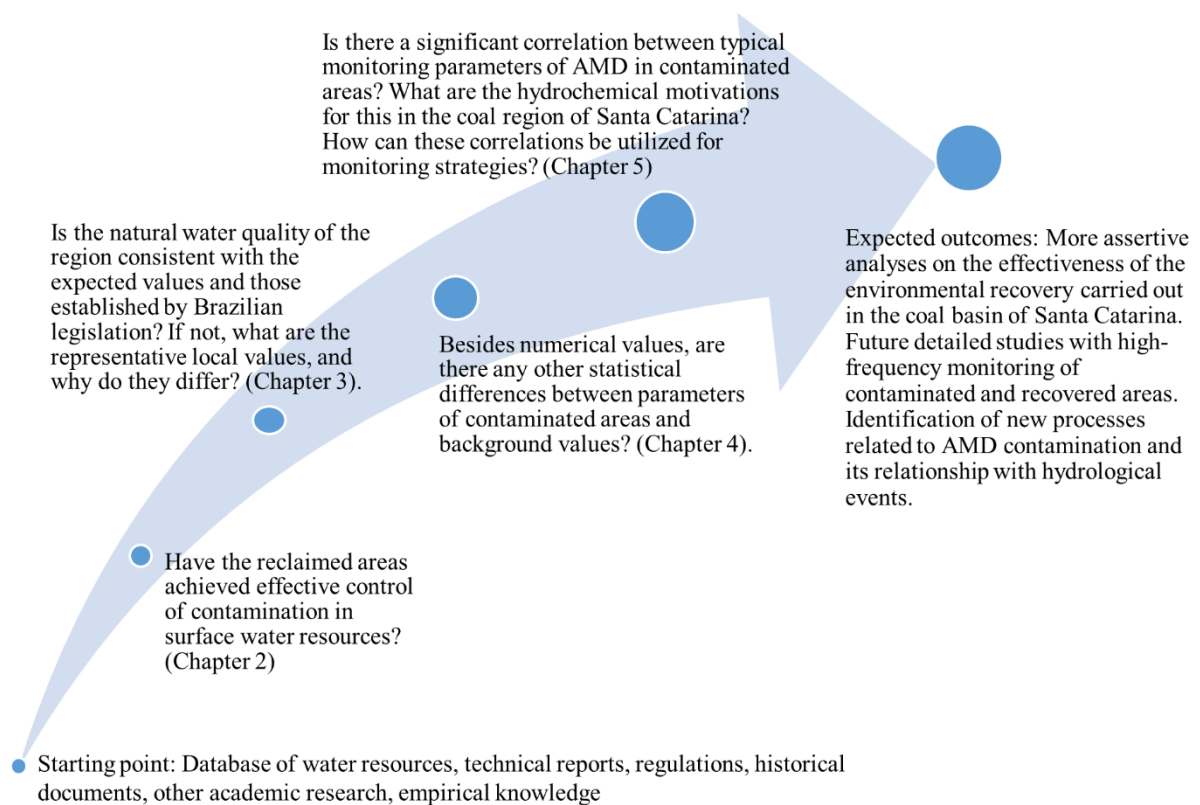 Is there a significant correlation between typical
monitoring parameters of AMD in contaminated
areas? What are the hydrochemical motivations
for this in the coal region of Santa Catarina?
How can these correlations be utilized for
monitoring strategies? (Chapter 5)
Is the natural water quality of the
region consistent with the
expected values and those
established by Brazilian
legislation? If not, what are the
representative local values, and
why do they differ? (Chapter 3).
Expected outcomes: More assertive
analyses on the effectiveness of the
environmental recovery carried out
in the coal basin of Santa Catarina.
Future detailed studies with high-
frequency monitoring of
contaminated and recovered areas.
Identification of new processes
related to AMD contamination and
its relationship with hydrological
events.
Besides numerical values, are
there any other statistical
differences between parameters
of contaminated areas and
background values? (Chapter 4).
Have the reclaimed areas
achieved effective control
of contamination in
surface water resources?
(Chapter 2)
Starting point: Database of water resources, technical reports, regulations, historical
documents, other academic research, empirical knowledge